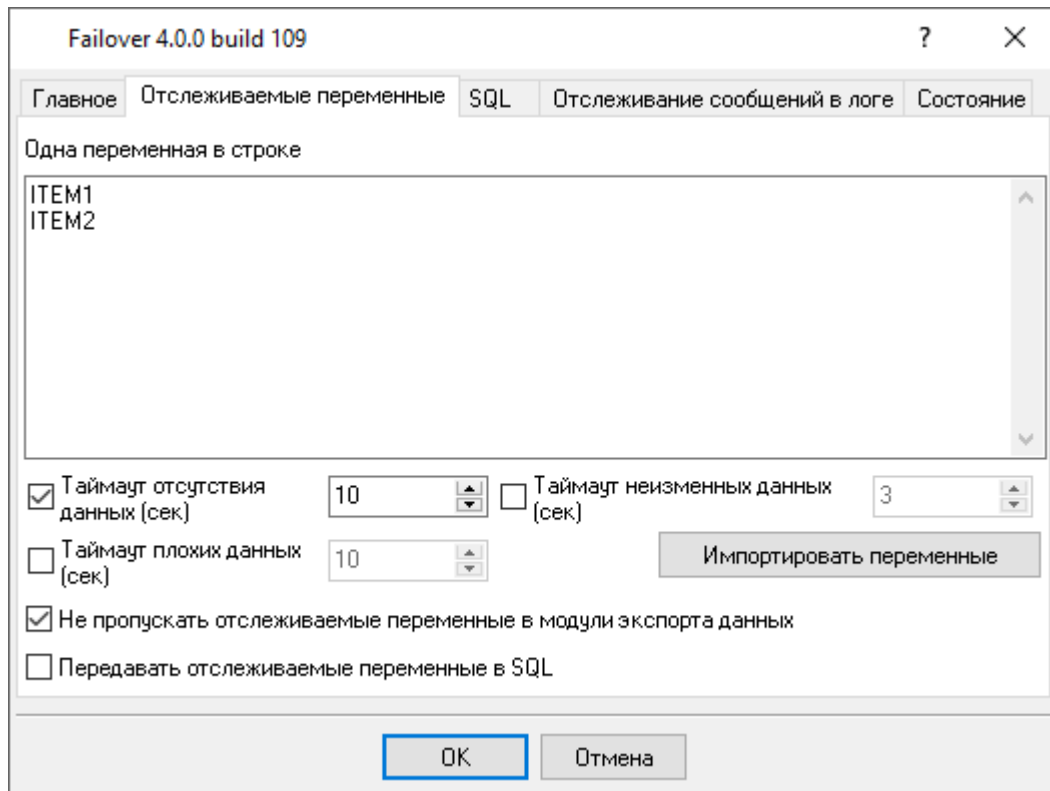 Failover 4.0.0 build 109 ?
Главное Отслеживаемые переменные SQL Отслеживание сообщений в логе Состояние
Одна переменная в строке
ITEM1
ITEM2
Таймаут отсутствия данных (сек) 10 Таймаут неизменных данных (сек) 3
Таймаут плохих данных (сек) 10 Импортировать переменные
Не пропускать отслеживаемые переменные в модули экспорта данных
Передавать отслеживаемые переменные в SQL
OK Отмена